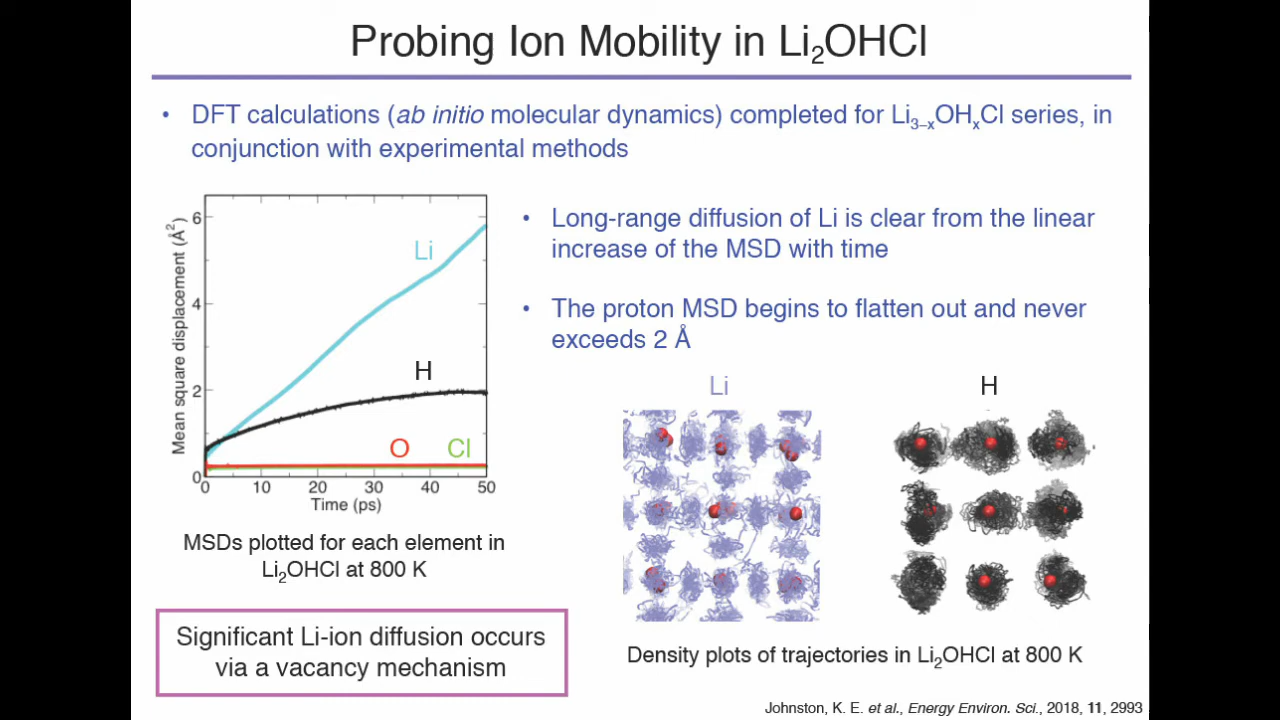 Probing Ion Mobility in Li₂OHCl
• DFT calculations (ab initio molecular dynamics) completed for Li₃₋ₓOHₓCl series, in
conjunction with experimental methods
• Long-range diffusion of Li is clear from the linear
increase of the MSD with time
• The proton MSD begins to flatten out and never
exceeds 2 Å
Mean square displacement (Å²)
6
4
2
0
Li
H
O
Cl
0 10 20 30 40 50
Time (ps)
MSDs plotted for each element in
Li₂OHCl at 800 K
Significant Li-ion diffusion occurs
via a vacancy mechanism
Li
H
Density plots of trajectories in Li₂OHCl at 800 K
Johnston, K. E. et al., Energy Environ. Sci., 2018, 11, 2993